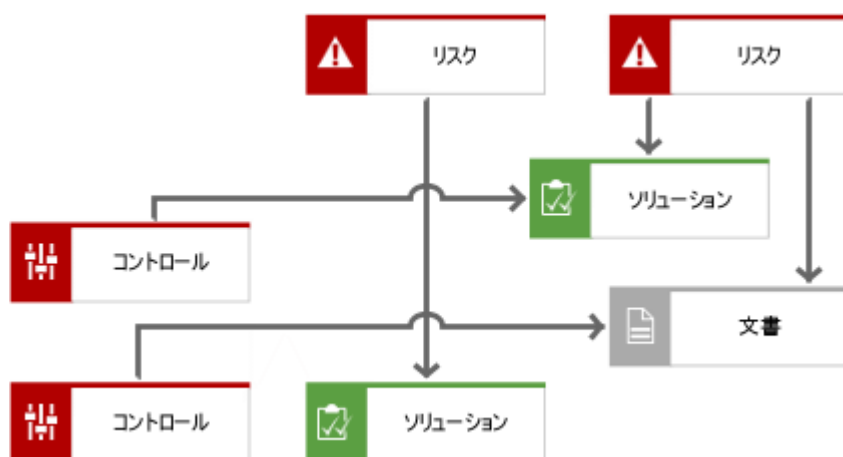 リスク
リスク
ソリューション
コントロール
文書
コントロール
ソリューション